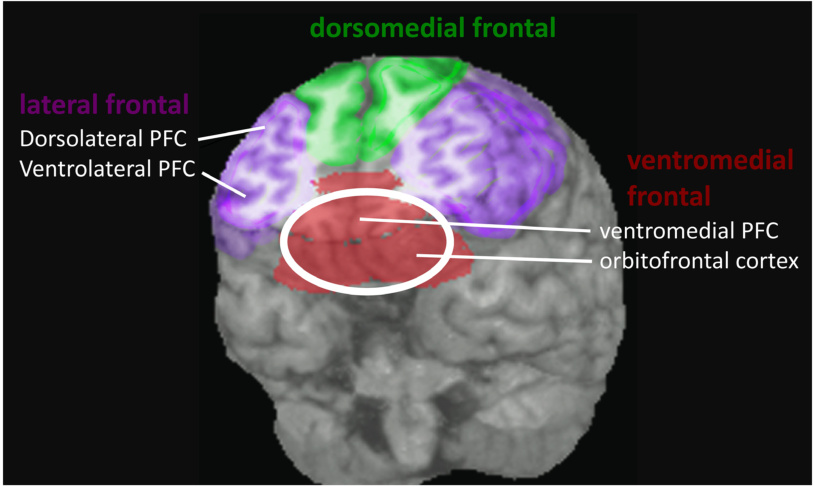 dorsomedial frontal
lateral frontal
Dorsolateral PFC
Ventrolateral PFC
ventromedial
frontal
ventromedial PFC
orbitofrontal cortex